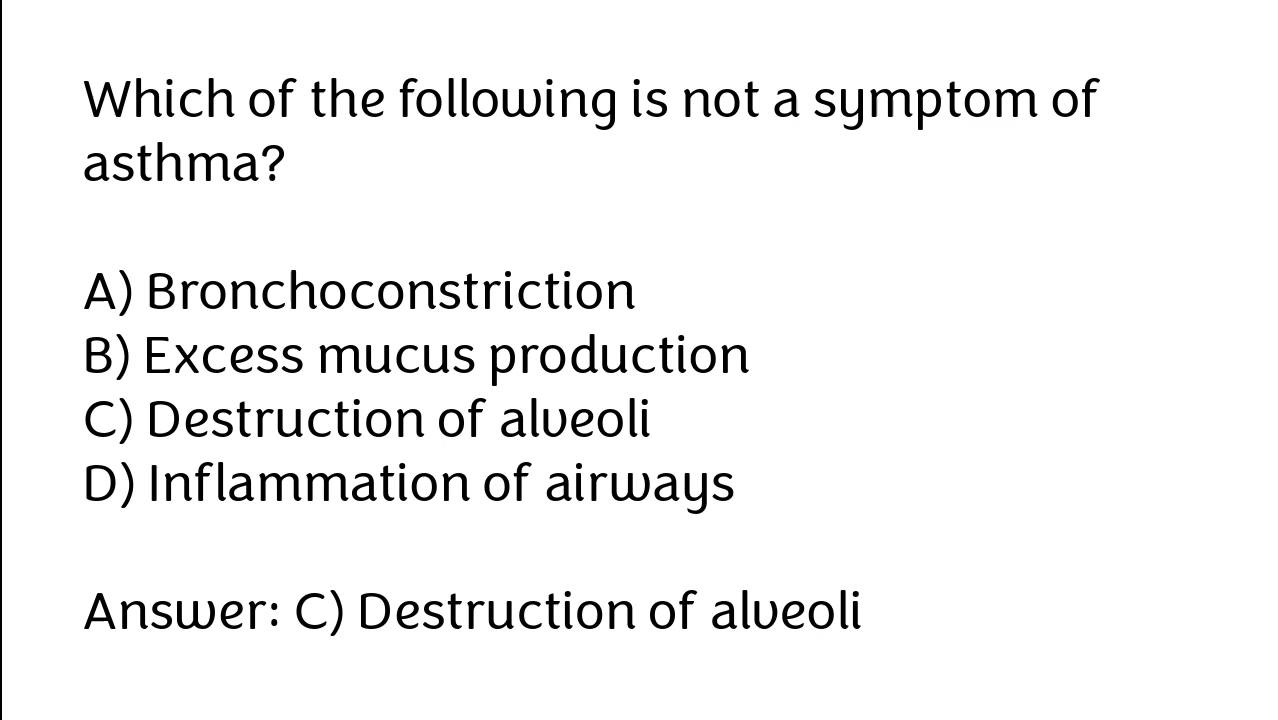 Which of the following is not a symptom of
asthma?
A) Bronchoconstriction
B) Excess mucus production
C) Destruction of alveoli
D) Inflammation of airways
Answer: C) Destruction of alveoli